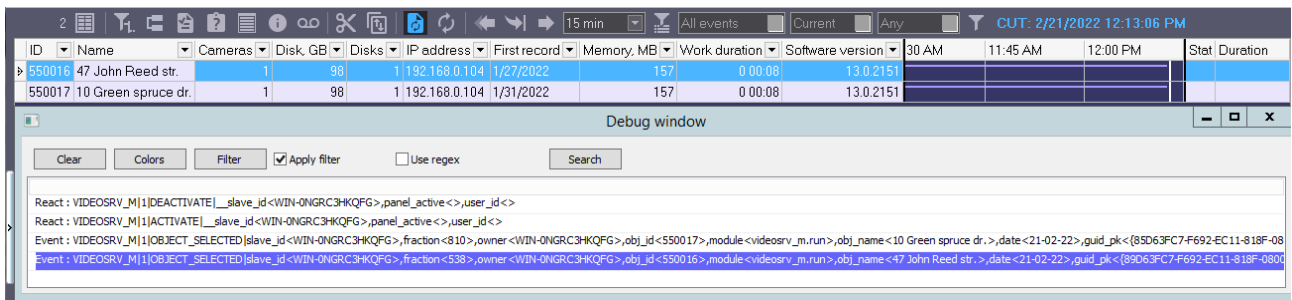 2 15 min All events Current Any CUT: 2/21/2022 12:13:06 PM
ID Name Cameras Disk, GB Disks IP address First record Memory, MB Work duration Software version 30 AM 11:45 AM 12:00 PM Stat Duration
550016 47 John Reed str. 1 98 1 192.168.0.104 1/27/2022 157 0 00:08 13.0.2151
550017 10 Green spruce dr. 1 98 1 192.168.0.104 1/31/2022 157 0 00:08 13.0.2151
Debug window
Clear Colors Filter Apply filter Use regex Search
React : VIDEOSRV_M|1|DEACTIVATE|__slave_id<WIN-0NGRC3HKQFG>,panel_active<>,user_id<>
React : VIDEOSRV_M|1|ACTIVATE|__slave_id<WIN-0NGRC3HKQFG>,panel_active<>,user_id<>
Event : VIDEOSRV_M|1|OBJECT_SELECTED|slave_id<WIN-0NGRC3HKQFG>,fraction<810>,owner<WIN-0NGRC3HKQFG>,obj_id<550017>,module<videosrv_m.run>,obj_name<10 Green spruce dr.>,date<21-02-22>,guid_pk<{85D63FC7-F692-EC11-818F-08
Event : VIDEOSRV_M|1|OBJECT_SELECTED|slave_id<WIN-0NGRC3HKQFG>,fraction<538>,owner<WIN-0NGRC3HKQFG>,obj_id<550016>,module<videosrv_m.run>,obj_name<47 John Reed str.>,date<21-02-22>,guid_pk<{89D63FC7-F692-EC11-818F-0800